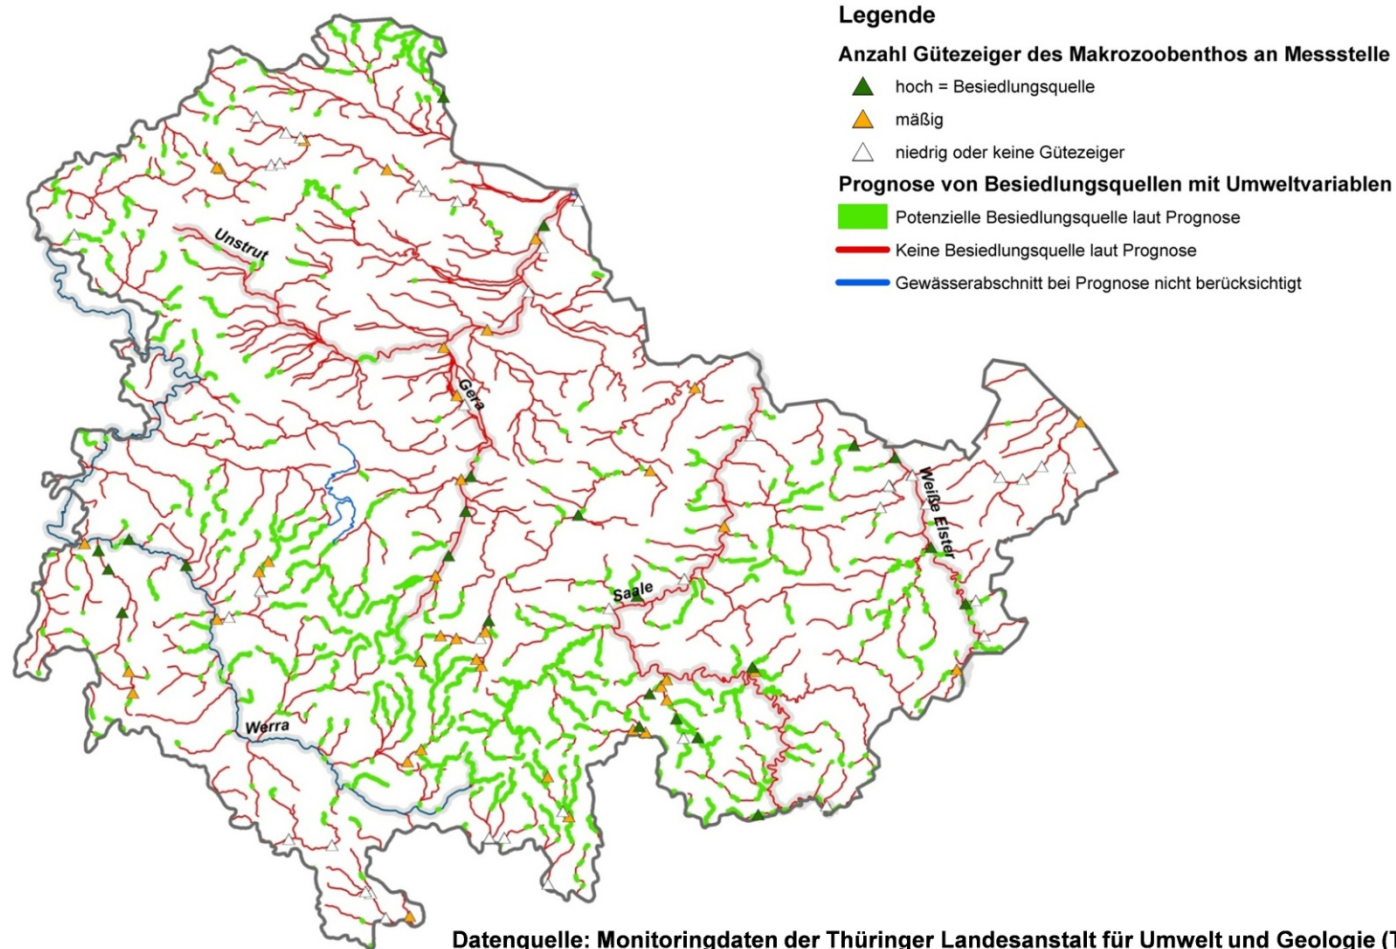 Legende
Anzahl Gütezeiger des Makrozoobenthos an Messstelle
hoch = Besiedlungsquelle
mäßig
niedrig oder keine Gütezeiger
Prognose von Besiedlungsquellen mit Umweltvariablen
Potenzielle Besiedlungsquelle laut Prognose
Keine Besiedlungsquelle laut Prognose
Gewässerabschnitt bei Prognose nicht berücksichtigt
Unstrut
Gera
Weiße Elster
Saale
Werra
Datenquelle: Monitoringdaten der Thüringer Landesanstalt für Umwelt und Geologie (